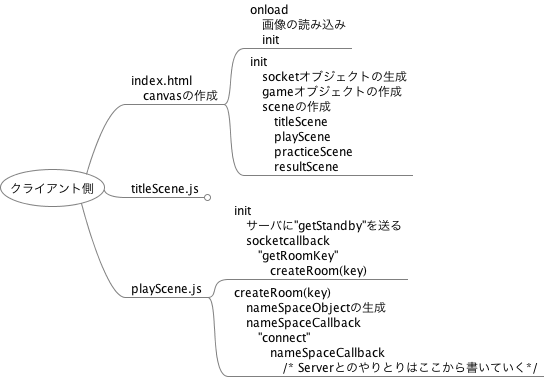 onload
画像の読み込み
init
init
socketオブジェクトの生成
gameオブジェクトの作成
sceneの作成
titleScene
playScene
practiceScene
resultScene
index.html
canvasの作成
クライアント側
titleScene.js
playScene.js
init
サーバに"getStandby"を送る
socketcallback
"getRoomKey"
createRoom(key)
createRoom(key)
nameSpaceObjectの生成
nameSpaceCallback
"connect"
nameSpaceCallback
/* Serverとのやりとりはここから書いていく*/